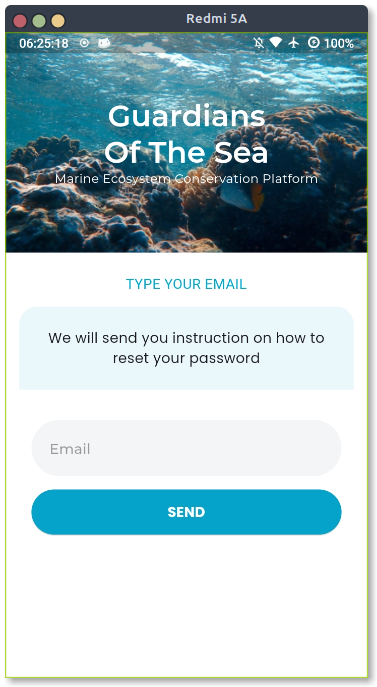 Redmi 5A
06:25:18 100%
Guardians
Of The Sea
Marine Ecosystem Conservation Platform
TYPE YOUR EMAIL
We will send you instruction on how to
reset your password
Email
SEND